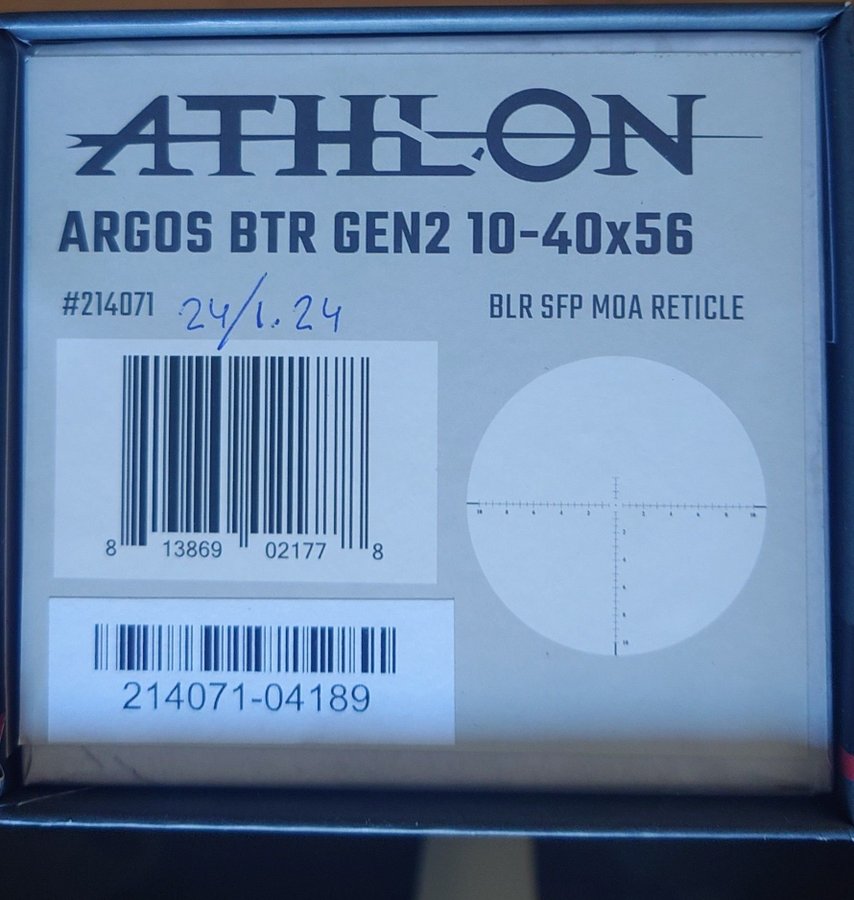 ATHLON
ARGOS BTR GEN2 10-40x56
#214071 24/1.24 BLR SFP MOA RETICLE
8 13869 02177 8
214071-04189